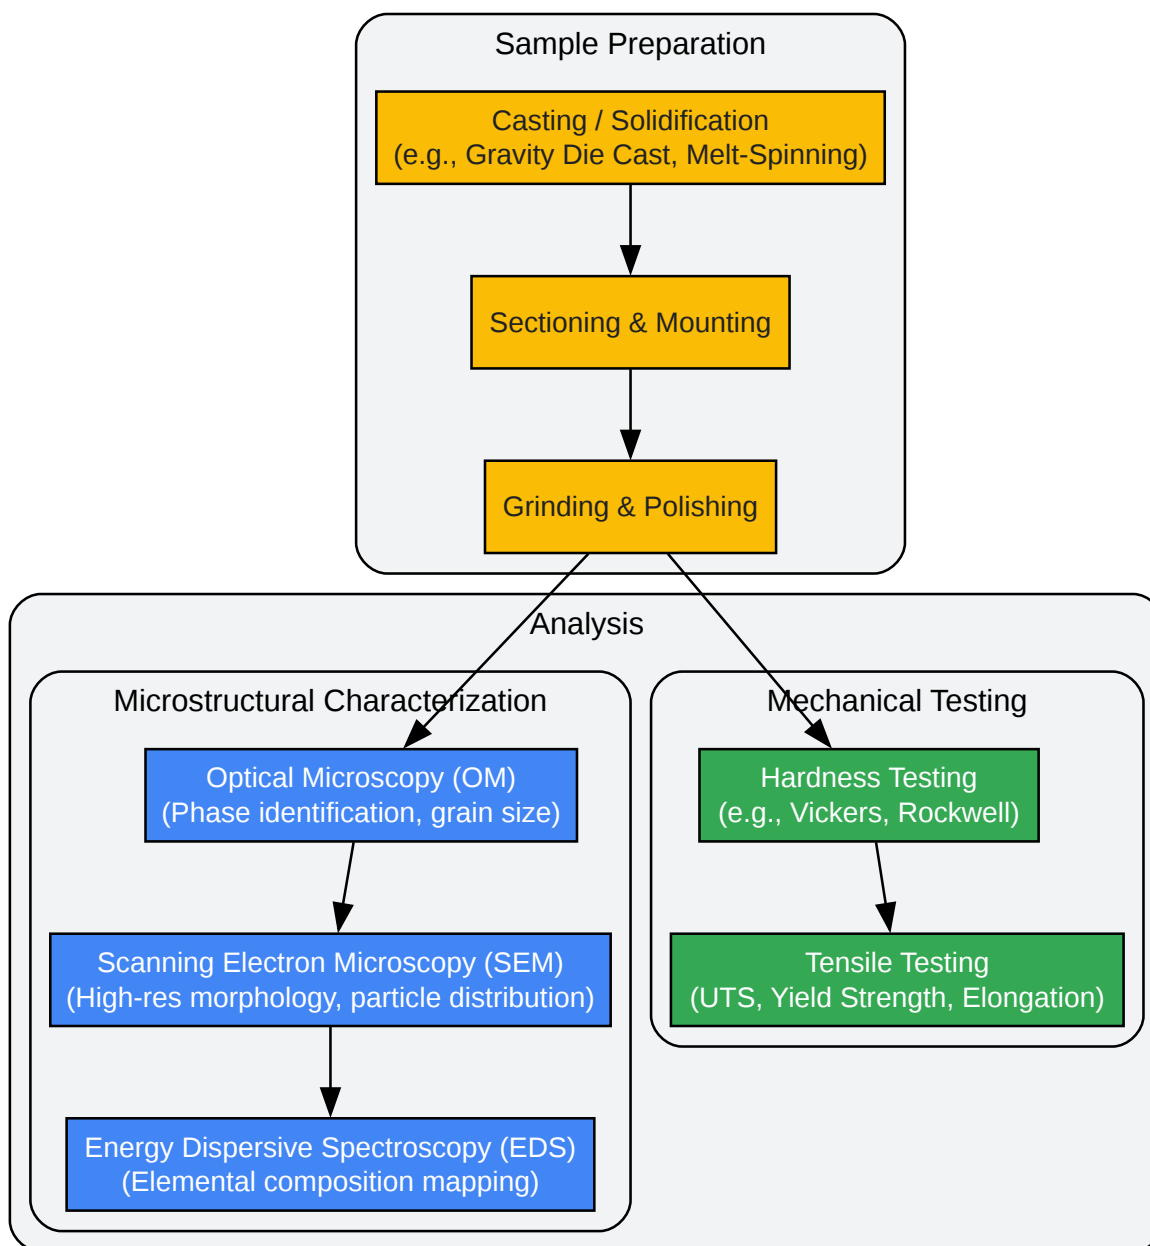 Sample Preparation
Casting / Solidification
(e.g., Gravity Die Cast, Melt-Spinning)
Sectioning & Mounting
Grinding & Polishing
Analysis
Microstructural Characterization
Optical Microscopy (OM)
(Phase identification, grain size)
Scanning Electron Microscopy (SEM)
(High-res morphology, particle distribution)
Energy Dispersive Spectroscopy (EDS)
(Elemental composition mapping)
Mechanical Testing
Hardness Testing
(e.g., Vickers, Rockwell)
Tensile Testing
(UTS, Yield Strength, Elongation)